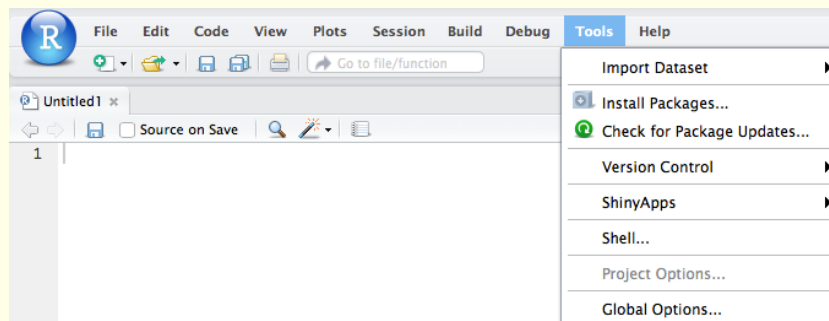 R File Edit Code View Plots Session Build Debug Tools Help
Go to file/function
Untitled1 ×
Source on Save
1
Import Dataset
Install Packages...
Check for Package Updates...
Version Control
ShinyApps
Shell...
Project Options...
Global Options...